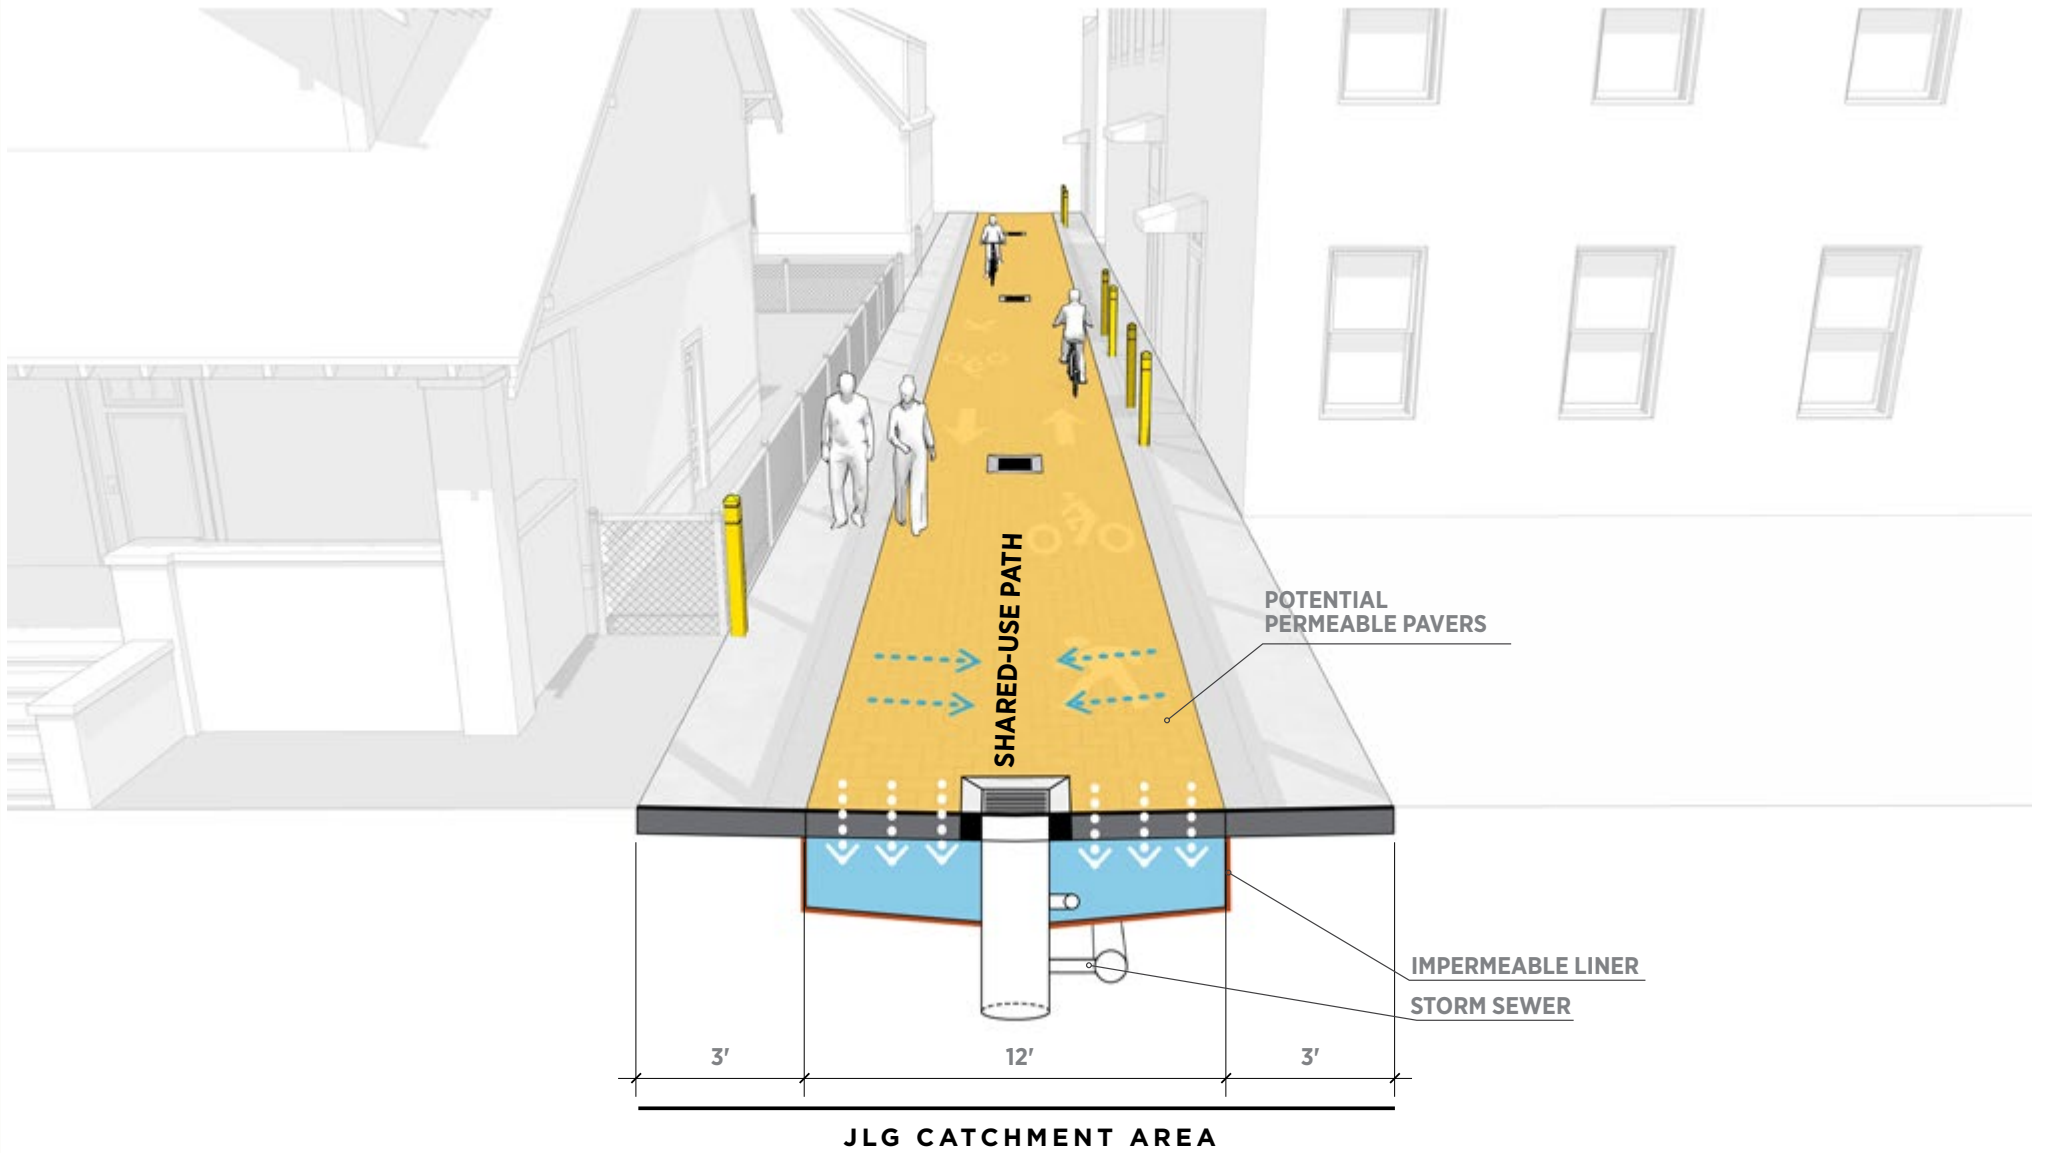 SHARED-USE PATH
POTENTIAL
PERMEABLE PAVERS
IMPERMEABLE LINER
STORM SEWER
3'
12'
3'
JLG CATCHMENT AREA